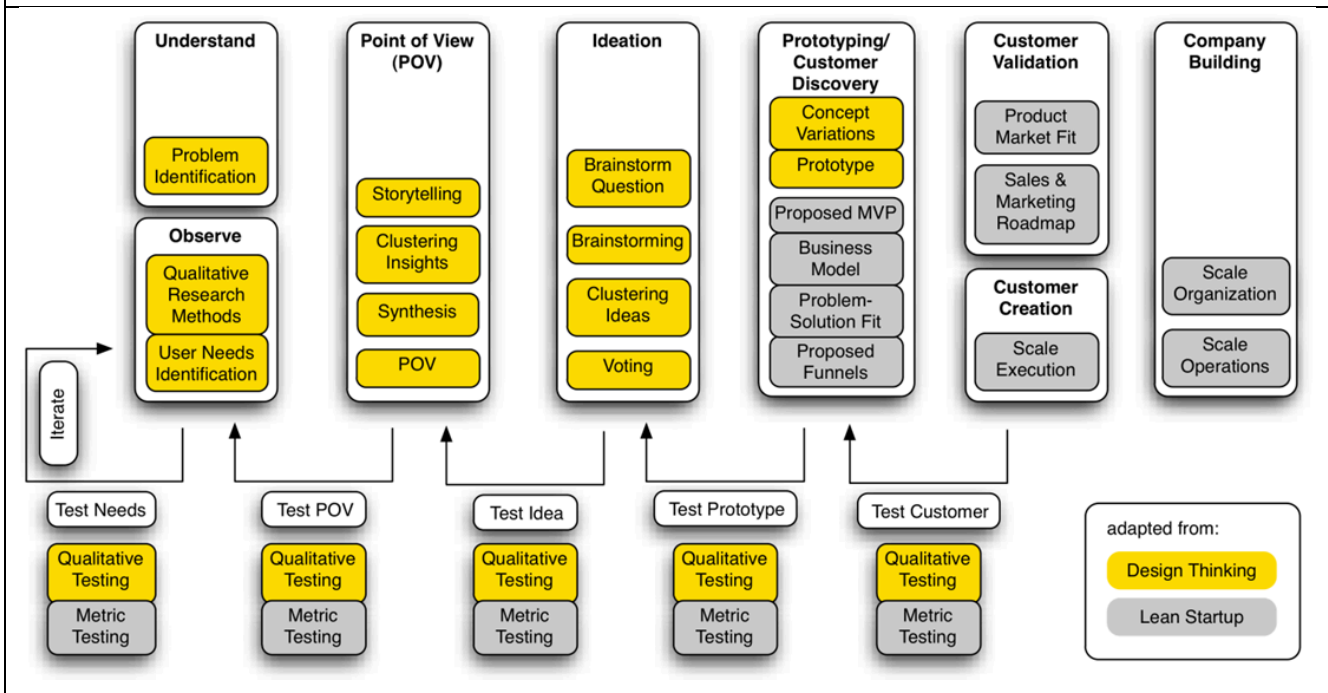 Understand
Problem
Identification
Observe
Qualitative
Research
Methods
User Needs
Identification
Point of View
(POV)
Storytelling
Clustering
Insights
Synthesis
POV
Ideation
Brainstorm
Question
Brainstorming
Clustering
Ideas
Voting
Prototyping/
Customer
Discovery
Concept
Variations
Prototype
Proposed MVP
Business
Model
Problem-
Solution Fit
Proposed
Funnels
Customer
Validation
Product
Market Fit
Sales &
Marketing
Roadmap
Customer
Creation
Scale
Execution
Company
Building
Scale
Organization
Scale
Operations
Iterate
Test Needs
Qualitative
Testing
Metric
Testing
Test POV
Qualitative
Testing
Metric
Testing
Test Idea
Qualitative
Testing
Metric
Testing
Test Prototype
Qualitative
Testing
Metric
Testing
Test Customer
Qualitative
Testing
Metric
Testing
adapted from:
Design Thinking
Lean Startup